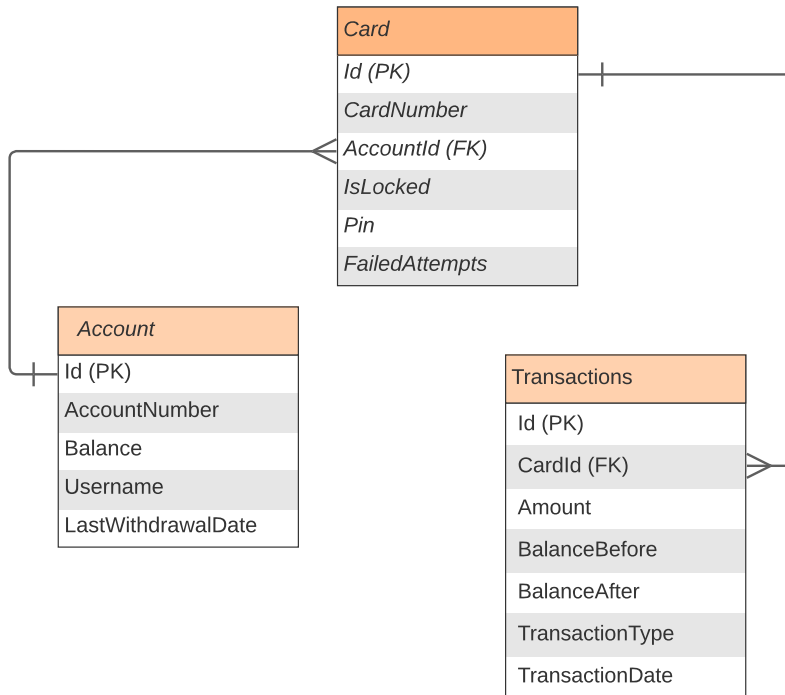 Card
Id (PK)
CardNumber
AccountId (FK)
IsLocked
Pin
FailedAttempts
Account
Id (PK)
AccountNumber
Balance
Username
LastWithdrawalDate
Transactions
Id (PK)
CardId (FK)
Amount
BalanceBefore
BalanceAfter
TransactionType
TransactionDate